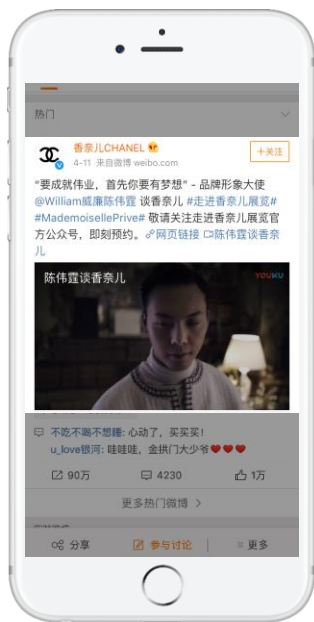 热门
香奈儿CHANEL
+关注
4-11 来自微博 weibo.com
“要成就伟业，首先你要有梦想” - 品牌形象大使
@William威廉陈伟霆 谈香奈儿 #走进香奈儿展览#
#MademoisellePrive# 敬请关注走进香奈儿展览官
方公众号，即刻预约。网页链接 陈伟霆谈香奈
儿
陈伟霆谈香奈儿
YOUKU
不吃不喝不想睡: 心动了，买买买！
u_love银河: 哇哇哇，金拱门大少爷
90万
4230
1万
更多热门微博 >
分享
参与讨论
更多